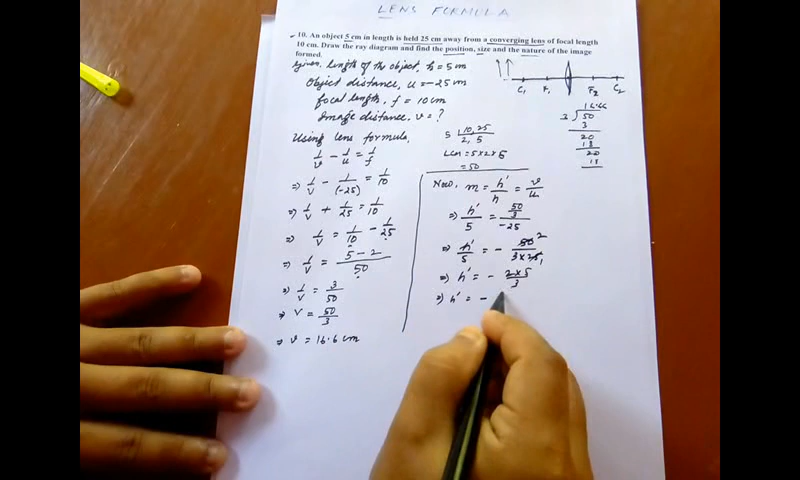 LENS FORMULA
10. An object 5 cm in length is held 25 cm away from a converging lens of focal length
10 cm. Draw the ray diagram and find the position, size and the nature of the image
formed.
Given, length of the object, h = 5 cm
Object distance, u = -25 cm
focal length, f = 10 cm
Image distance, v = ?
Using lens formula,
1/v - 1/u = 1/f
⇒ 1/v - 1/(-25) = 1/10
⇒ 1/v + 1/25 = 1/10
⇒ 1/v = 1/10 - 1/25
⇒ 1/v = 5-2/50
⇒ 1/v = 3/50
⇒ v = 50/3
⇒ v = 16.6 cm
5 | 10, 25
2, 5
LCM = 5×2×5
= 50
C₁ F₁ F₂ C₂
16.66
3 ) 50
3
20
18
20
18
Now, m = h'/h = v/u
⇒ h'/5 = 50/3/-25
⇒ h'/5 = - 50 2/3×25 1
⇒ h' = - 2×5/3
⇒ h' = -